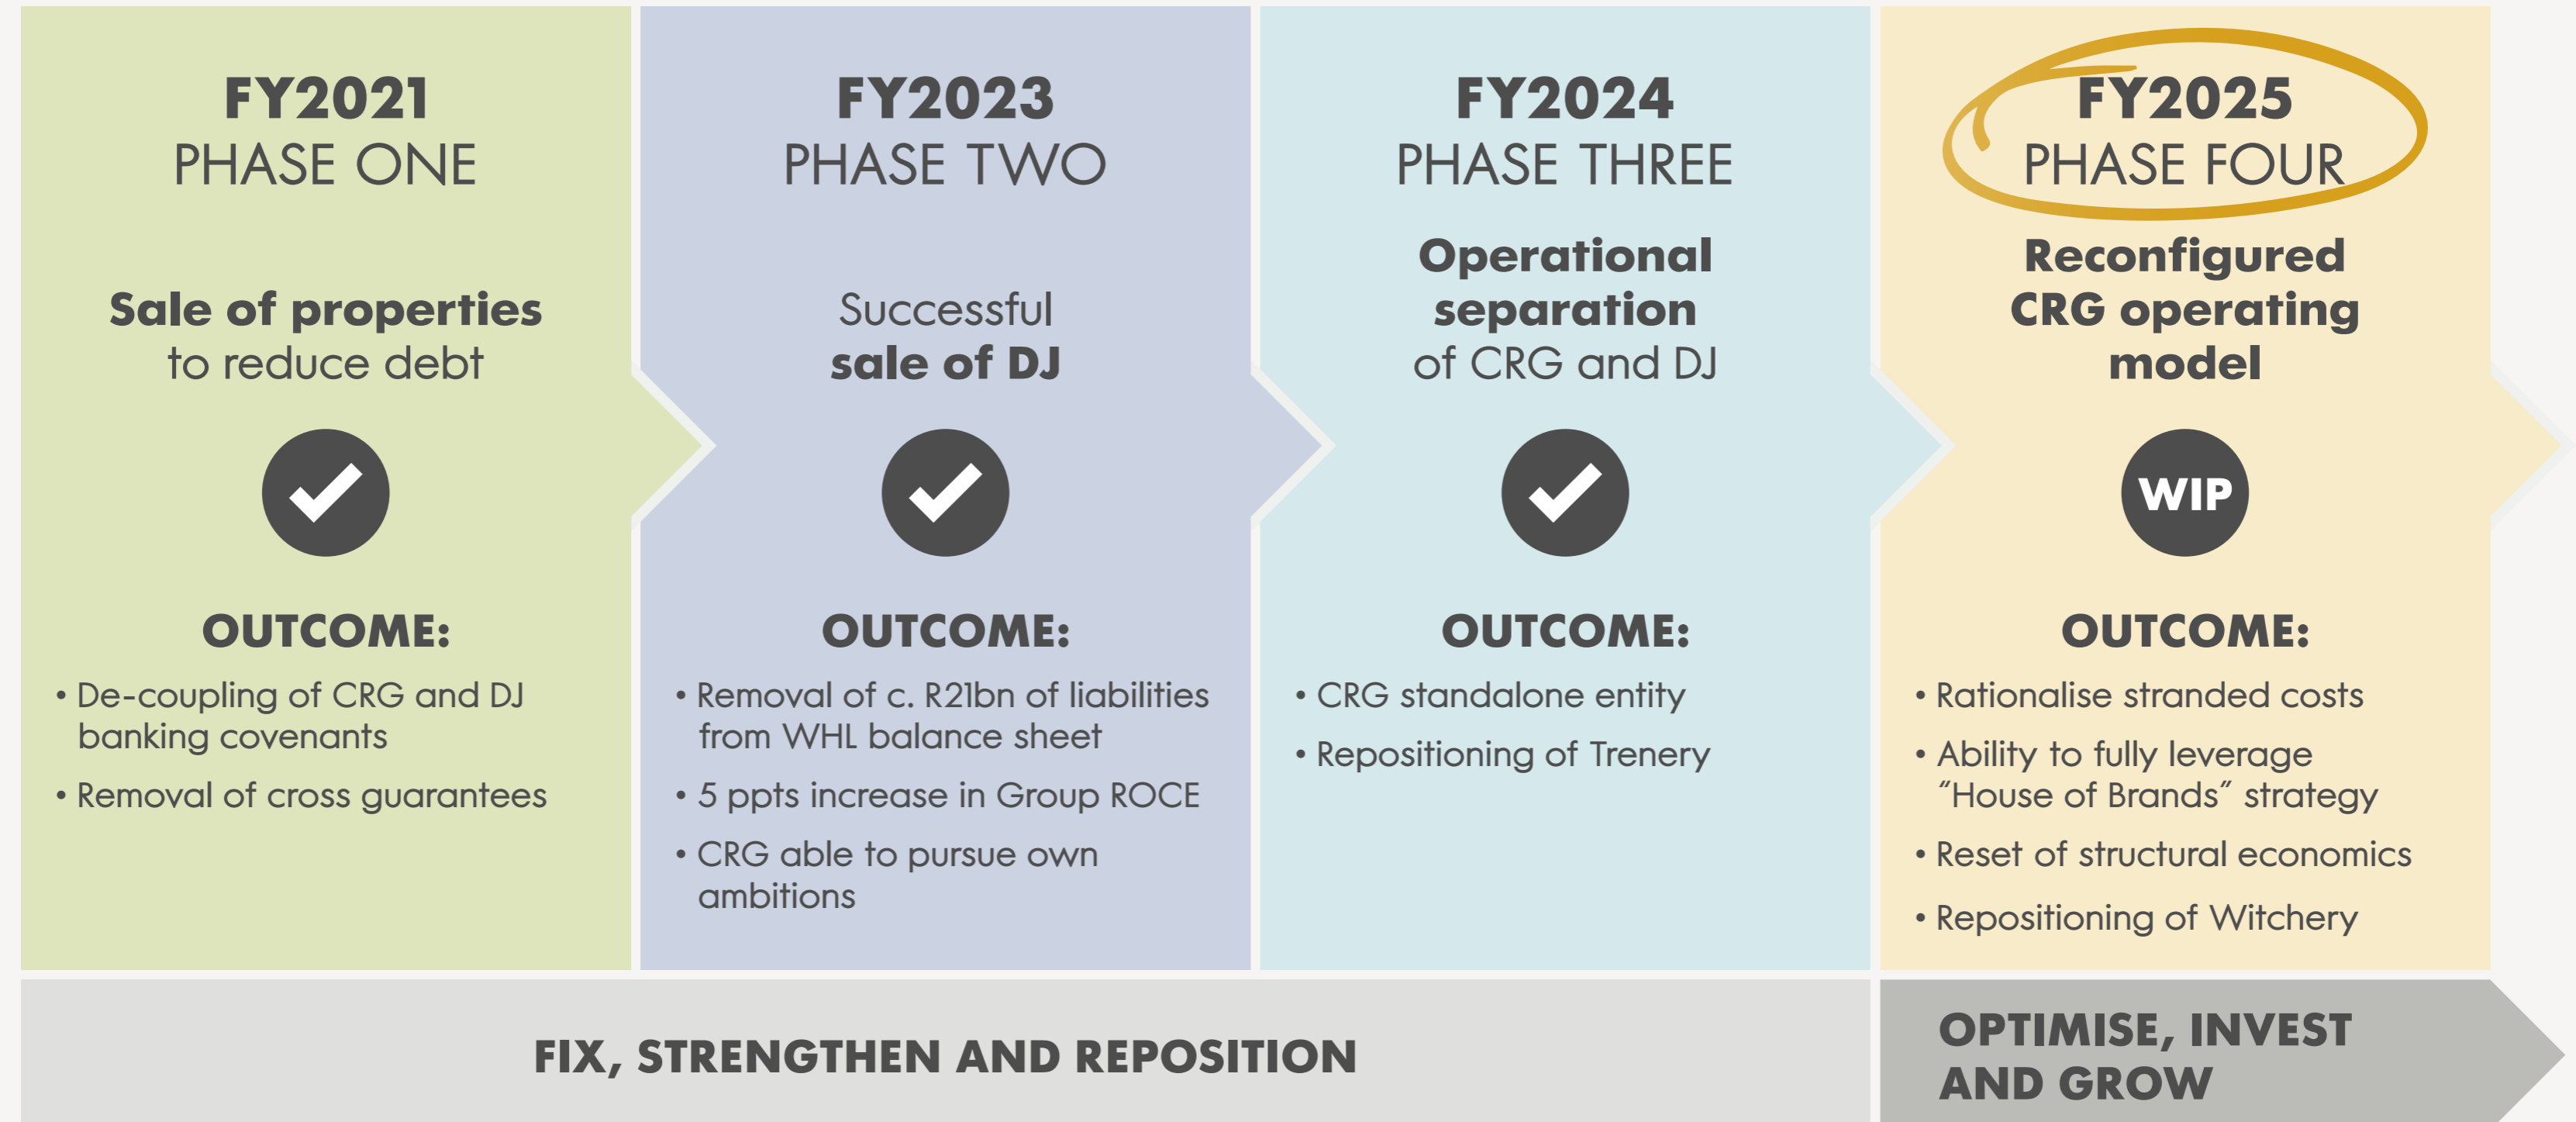 FY2021
PHASE ONE
Sale of properties
to reduce debt
OUTCOME:
• De-coupling of CRG and DJ
banking covenants
• Removal of cross guarantees
FY2023
PHASE TWO
Successful
sale of DJ
OUTCOME:
• Removal of c. R21bn of liabilities
from WHL balance sheet
• 5 ppts increase in Group ROCE
• CRG able to pursue own
ambitions
FY2024
PHASE THREE
Operational
separation
of CRG and DJ
OUTCOME:
• CRG standalone entity
• Repositioning of Trenery
FY2025
PHASE FOUR
Reconfigured
CRG operating
model
WIP
OUTCOME:
• Rationalise stranded costs
• Ability to fully leverage
"House of Brands" strategy
• Reset of structural economics
• Repositioning of Witchery
FIX, STRENGTHEN AND REPOSITION
OPTIMISE, INVEST
AND GROW